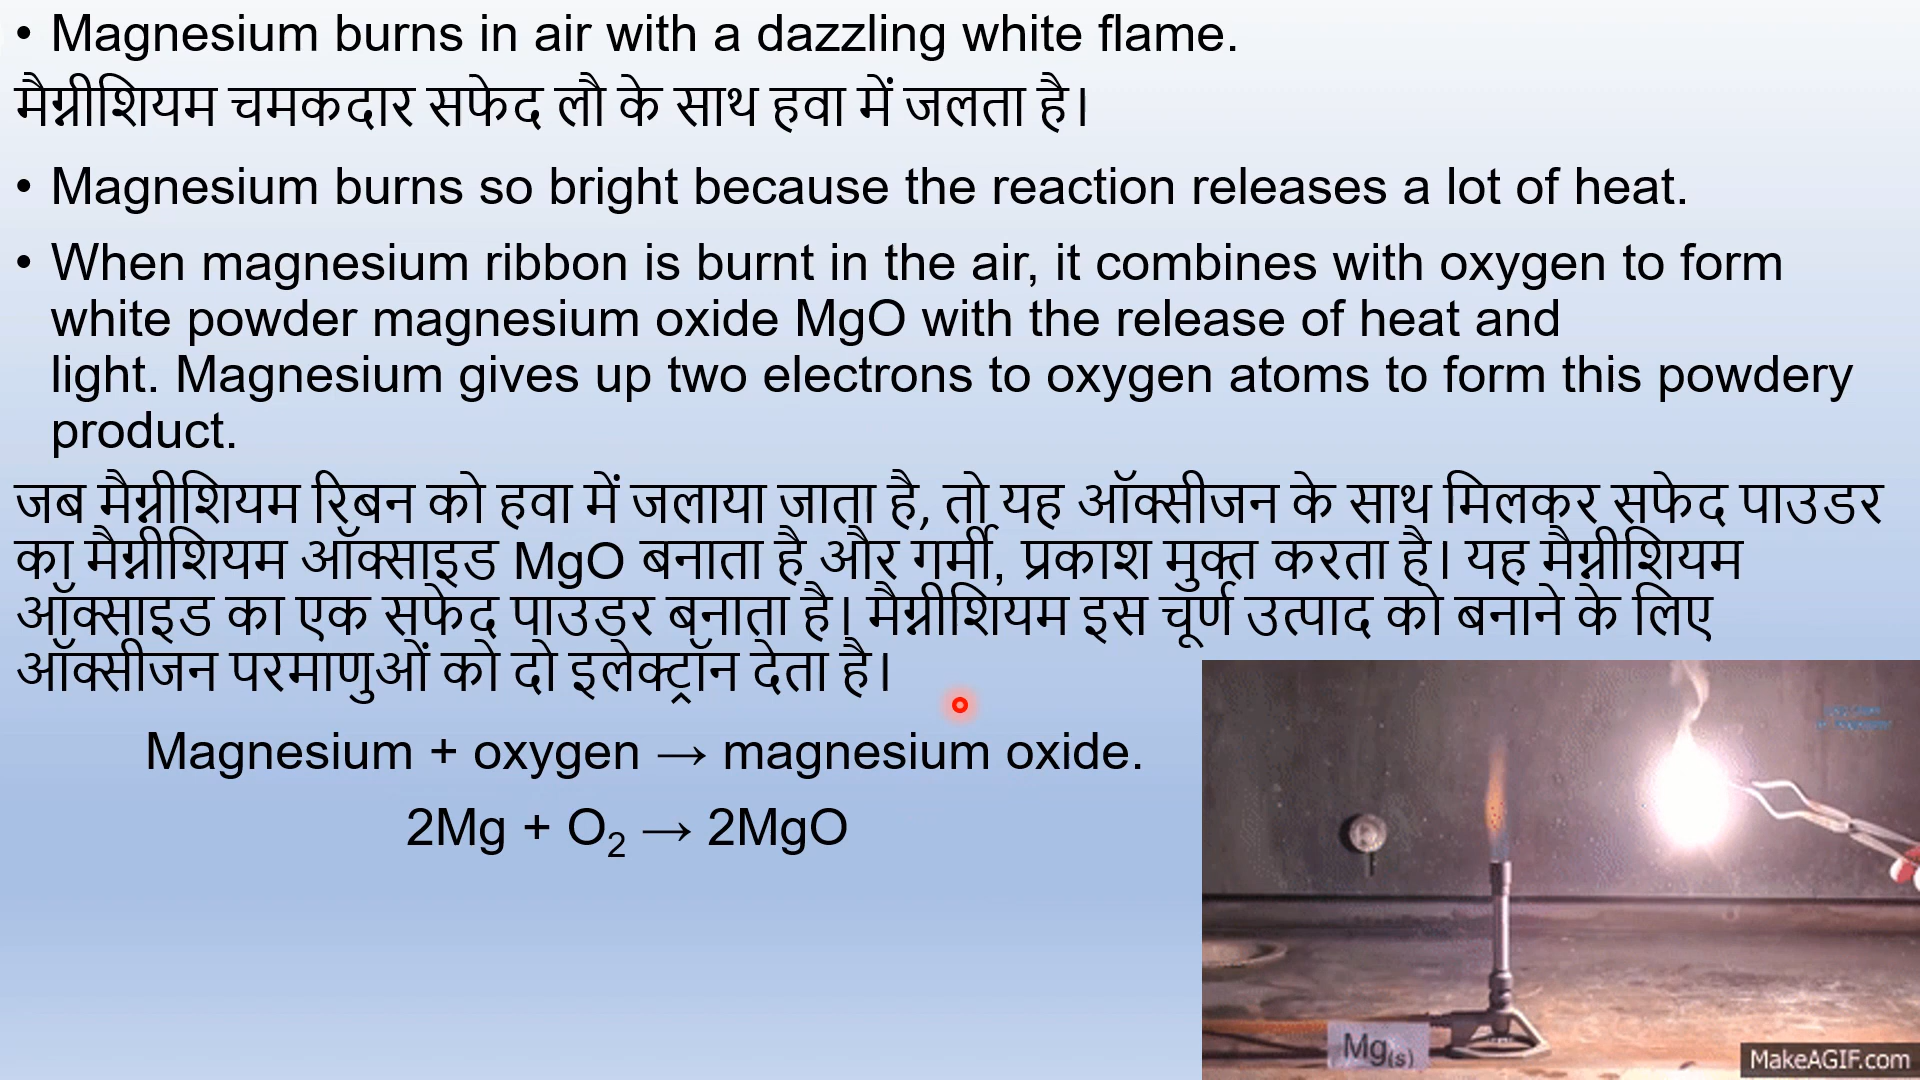 • Magnesium burns in air with a dazzling white flame.
मैग्नीशियम चमकदार सफेद लौ के साथ हवा में जलता है।
• Magnesium burns so bright because the reaction releases a lot of heat.
• When magnesium ribbon is burnt in the air, it combines with oxygen to form
white powder magnesium oxide MgO with the release of heat and
light. Magnesium gives up two electrons to oxygen atoms to form this powdery
product.
जब मैग्नीशियम रिबन को हवा में जलाया जाता है, तो यह ऑक्सीजन के साथ मिलकर सफेद पाउडर
का मैग्नीशियम ऑक्साइड MgO बनाता है और गर्मी, प्रकाश मुक्त करता है। यह मैग्नीशियम
ऑक्साइड का एक सफेद पाउडर बनाता है। मैग्नीशियम इस चूर्ण उत्पाद को बनाने के लिए
ऑक्सीजन परमाणुओं को दो इलेक्ट्रॉन देता है।
Magnesium + oxygen → magnesium oxide.
2Mg + O₂ → 2MgO
Mg(s)
MakeAGIF.com